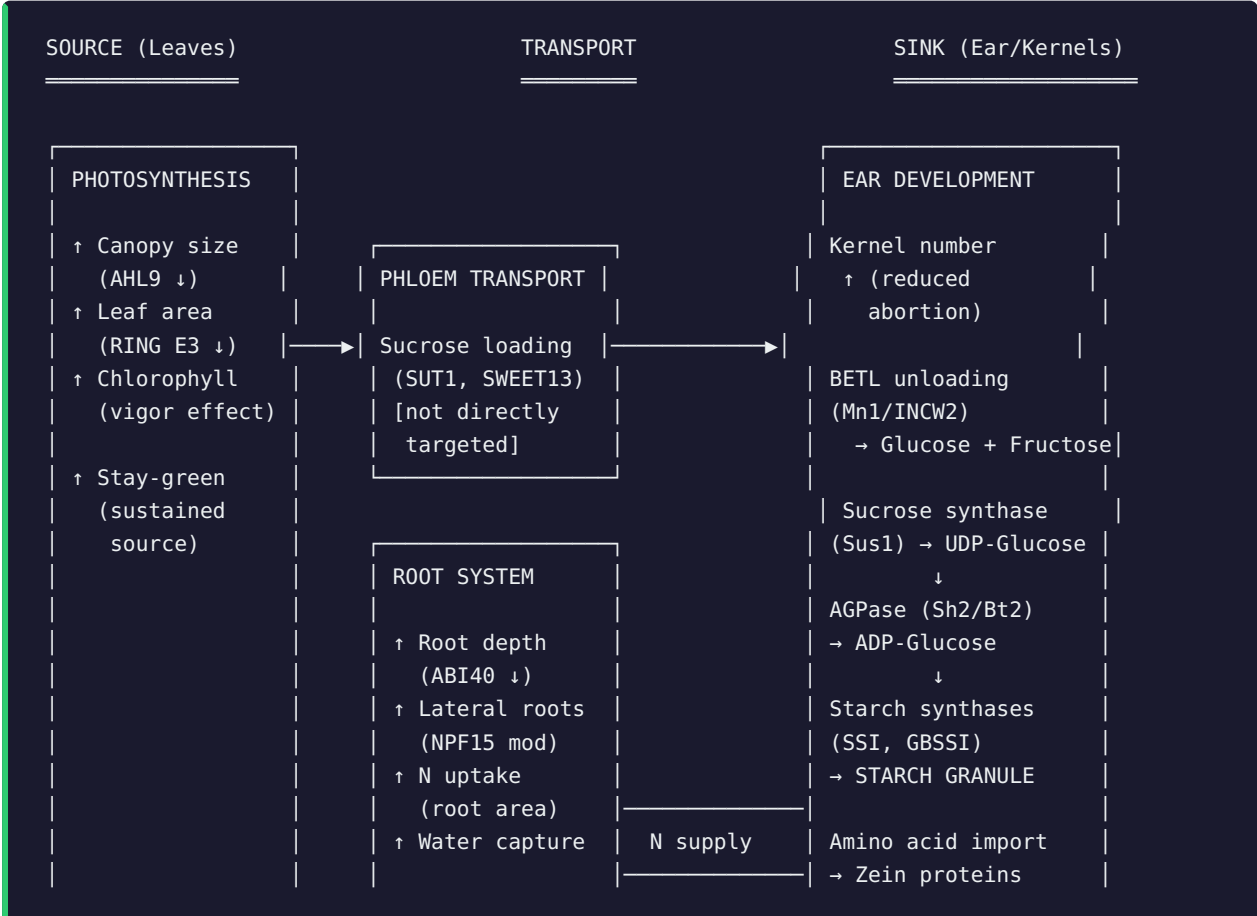 SOURCE (Leaves) TRANSPORT SINK (Ear/Kernels)
PHOTOSYNTHESIS EAR DEVELOPMENT
↑ Canopy size Kernel number
(AHL9 ↓) PHLOEM TRANSPORT ↑ (reduced
↑ Leaf area abortion)
(RING E3 ↓) Sucrose loading
↑ Chlorophyll (SUT1, SWEET13) BETL unloading
(vigor effect) [not directly (Mn1/INCW2)
targeted] → Glucose + Fructose
↑ Stay-green
(sustained Sucrose synthase
source) (Sus1) → UDP-Glucose
ROOT SYSTEM ↓
AGPase (Sh2/Bt2)
↑ Root depth → ADP-Glucose
(ABI40 ↓) ↓
↑ Lateral roots Starch synthases
(NPF15 mod) (SSI, GBSSI)
↑ N uptake → STARCH GRANULE
(root area)
↑ Water capture N supply Amino acid import
→ Zein proteins